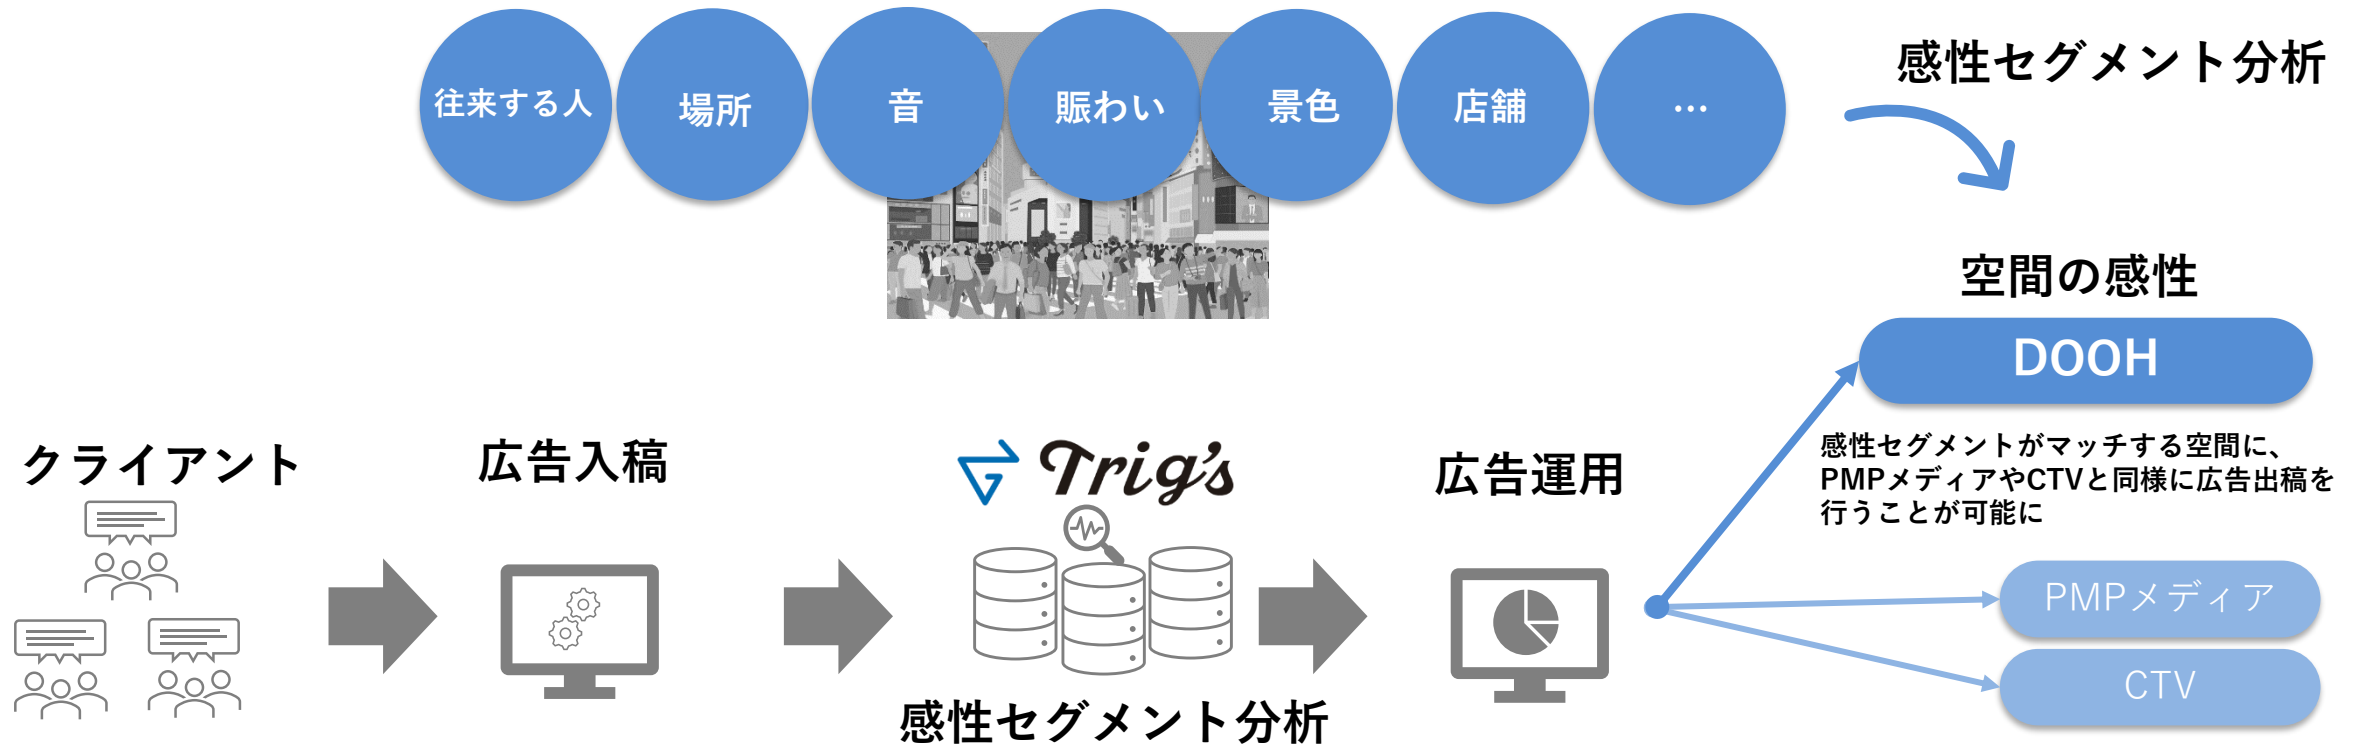 往来する人
場所
音
賑わい
景色
店舗
…
感性セグメント分析
空間の感性
DOOH
感性セグメントがマッチする空間に、
PMPメディアやCTVと同様に広告出稿を
行うことが可能に
クライアント
広告入稿
Trig's
感性セグメント分析
広告運用
PMPメディア
CTV